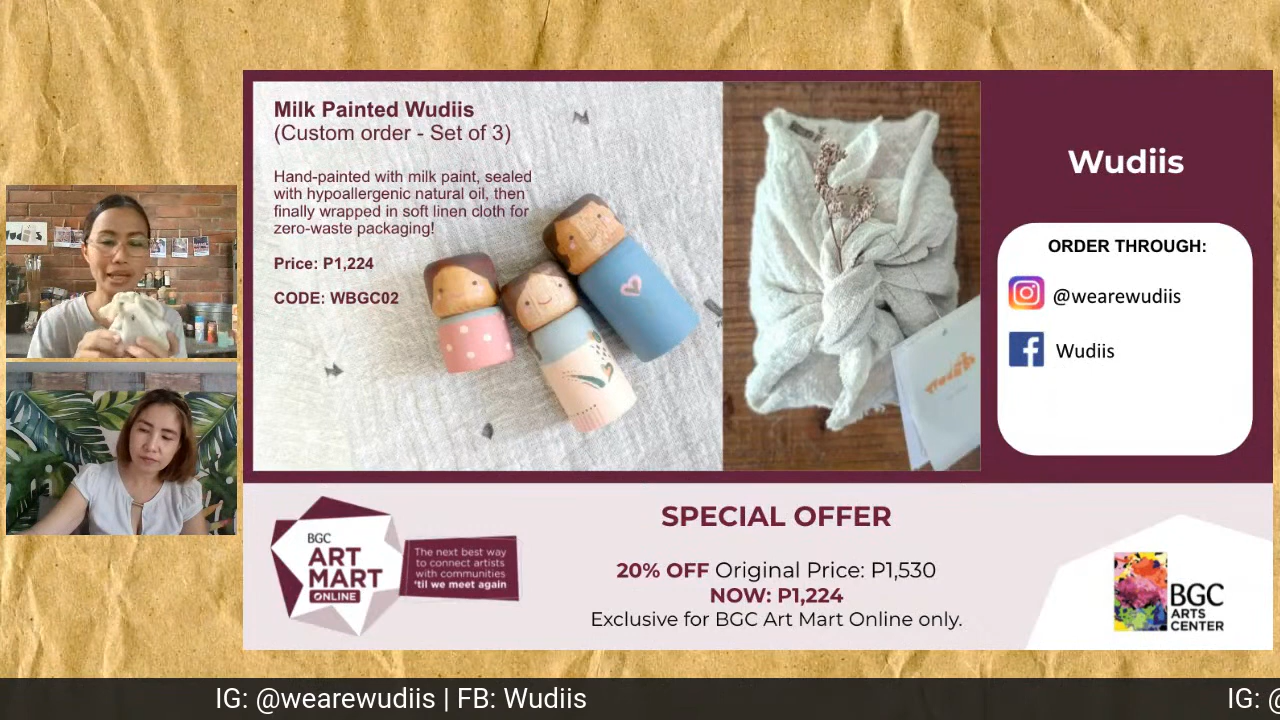 Milk Painted Wudiis
(Custom order - Set of 3)
Hand-painted with milk paint, sealed
with hypoallergenic natural oil, then
finally wrapped in soft linen cloth for
zero-waste packaging!
Price: P1,224
CODE: WBGC02
Wudiis
ORDER THROUGH:
@wearewudiis
Wudiis
BGC
ART
MART
ONLINE
The next best way
to connect artists
with communities
'til we meet again
SPECIAL OFFER
20% OFF Original Price: P1,530
NOW: P1,224
Exclusive for BGC Art Mart Online only.
BGC
ARTS
CENTER
IG: @wearewudiis | FB: Wudiis
IG: @